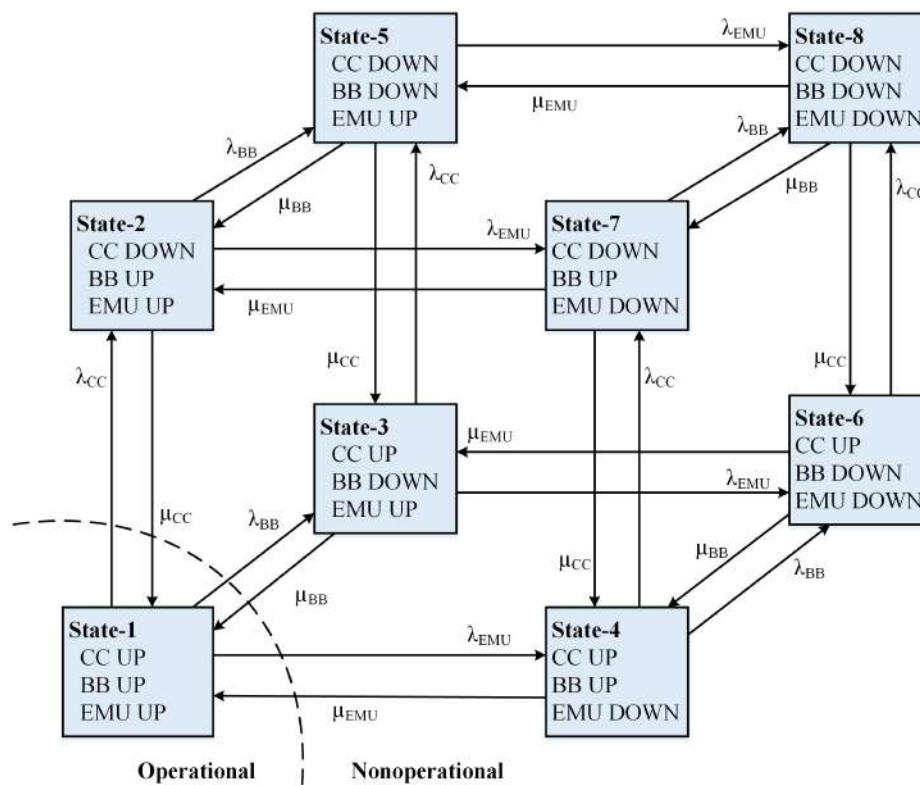 State-5
CC DOWN
BB DOWN
EMU UP
State-8
CC DOWN
BB DOWN
EMU DOWN
λEMU
μEMU
λBB
μBB
λCC
λBB
μBB
λCC
State-2
CC DOWN
BB UP
EMU UP
State-7
CC DOWN
BB UP
EMU DOWN
λEMU
μEMU
μCC
μCC
λCC
λCC
State-3
CC UP
BB DOWN
EMU UP
State-6
CC UP
BB DOWN
EMU DOWN
μEMU
λEMU
μCC
λBB
μBB
μCC
μBB
λBB
State-1
CC UP
BB UP
EMU UP
State-4
CC UP
BB UP
EMU DOWN
λEMU
μEMU
Operational
Nonoperational